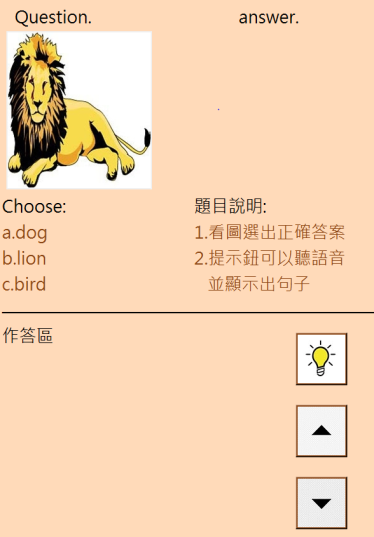 Question.
answer.
Choose:
a.dog
b.lion
c.bird
題目說明:
1.看圖選出正確答案
2.提示鈕可以聽語音
並顯示出句子
作答區